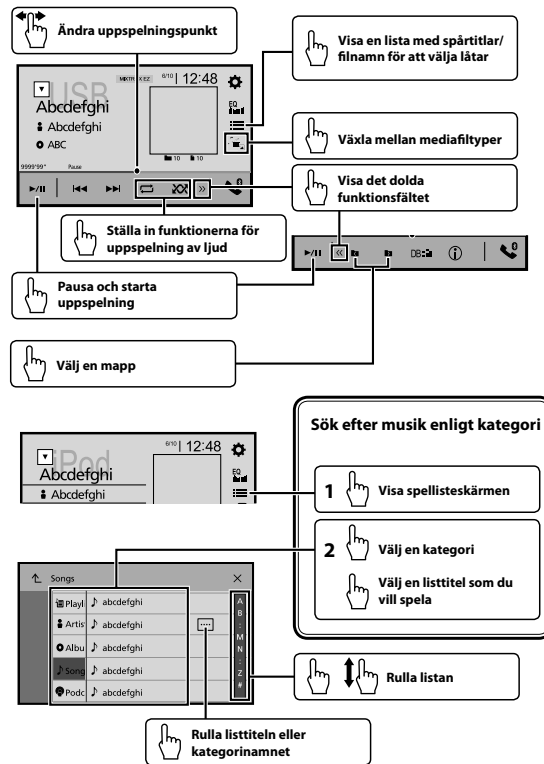 Ändra uppspelningspunkt
Visa en lista med spårtitlar/
filnamn för att välja låtar
USB
MIXTRAX EZ
6/10
12:48
EQ
Abcdefghi
Abcdefghi
ABC
10
10
9999'99"
Pause
Växla mellan mediafiltyper
Visa det dolda
funktionsfältet
Ställa in funktionerna för
uppspelning av ljud
DB
Pausa och starta
uppspelning
Välj en mapp
Sök efter musik enligt kategori
iPod
6/10
12:48
EQ
Abcdefghi
Abcdefghi
1
Visa spellisteskärmen
2
Välj en kategori
Välj en listtitel som du
vill spela
Songs
Playli abcdefghi
Artis abcdefghi
Albu abcdefghi
Song abcdefghi
Podc abcdefghi
A
B
:
M
N
:
Z
#
Rulla listan
Rulla listtiteln eller
kategorinamnet